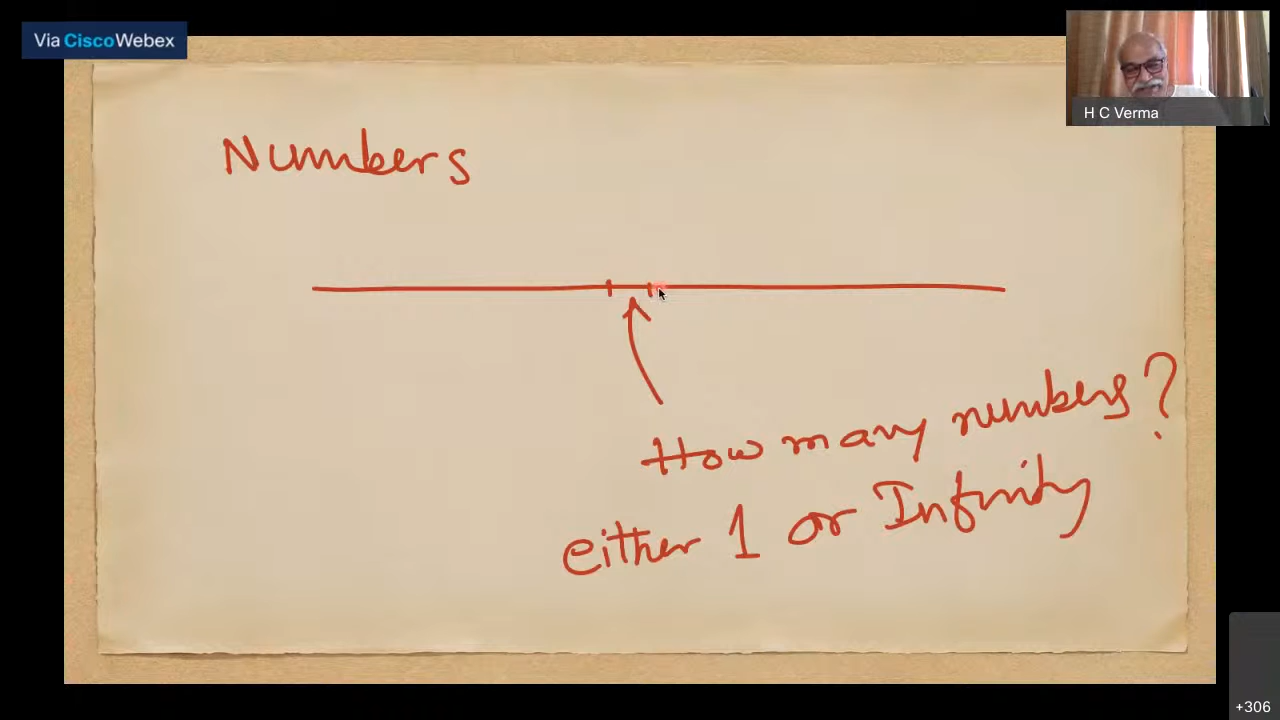 Via CiscoWebex
H C Verma
Numbers
How many numbers?
either 1 or Infinity
+306